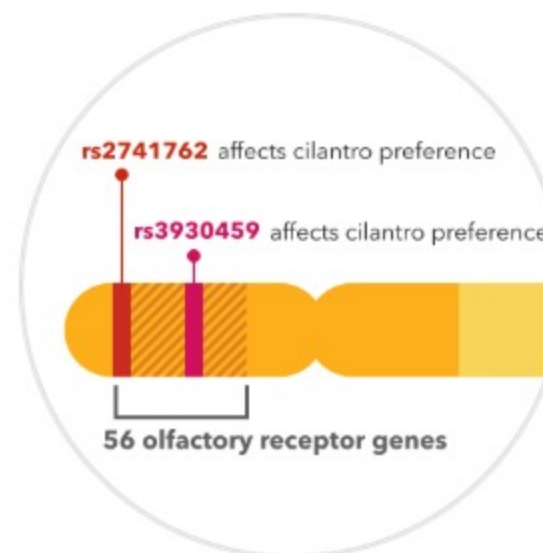 rs2741762 affects cilantro preference
rs3930459 affects cilantro preference
56 olfactory receptor genes